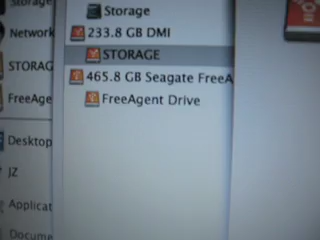 Storage
Storage
233.8 GB DMI
STORAGE
465.8 GB Seagate FreeA
FreeAgent Drive
Network
STORAG
FreeAge
Desktop
JZ
Applicat
Docume